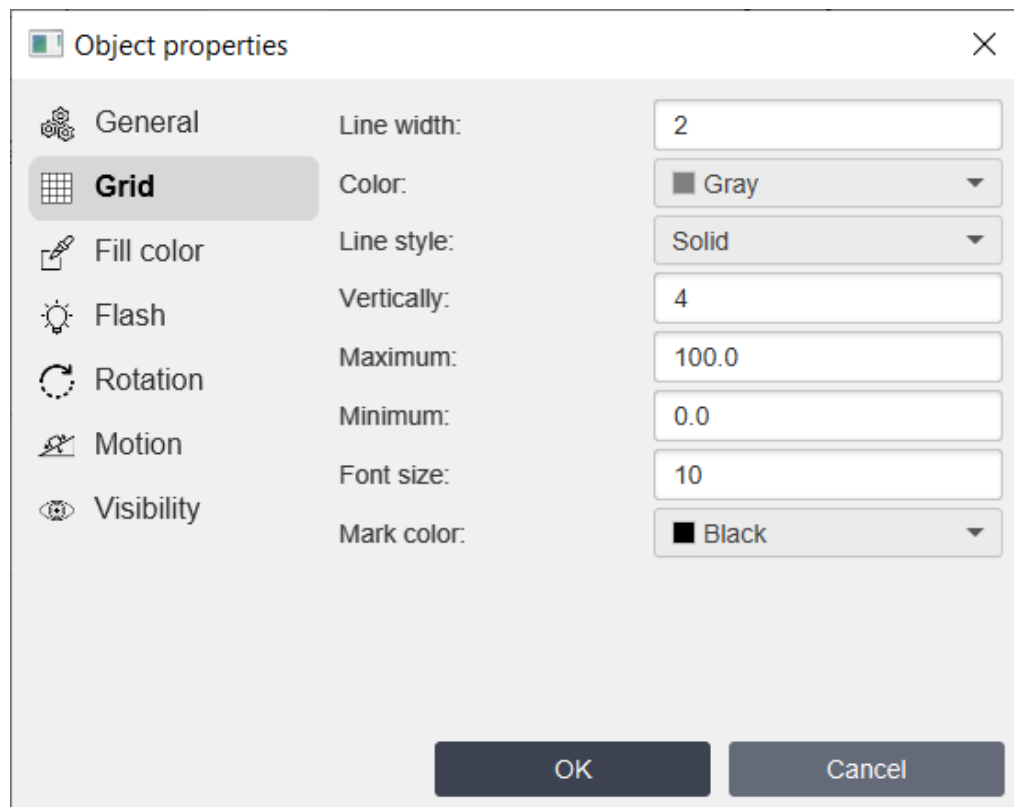 Object properties
General
Grid
Fill color
Flash
Rotation
Motion
Visibility
Line width: 2
Color: Gray
Line style: Solid
Vertically: 4
Maximum: 100.0
Minimum: 0.0
Font size: 10
Mark color: Black
OK Cancel